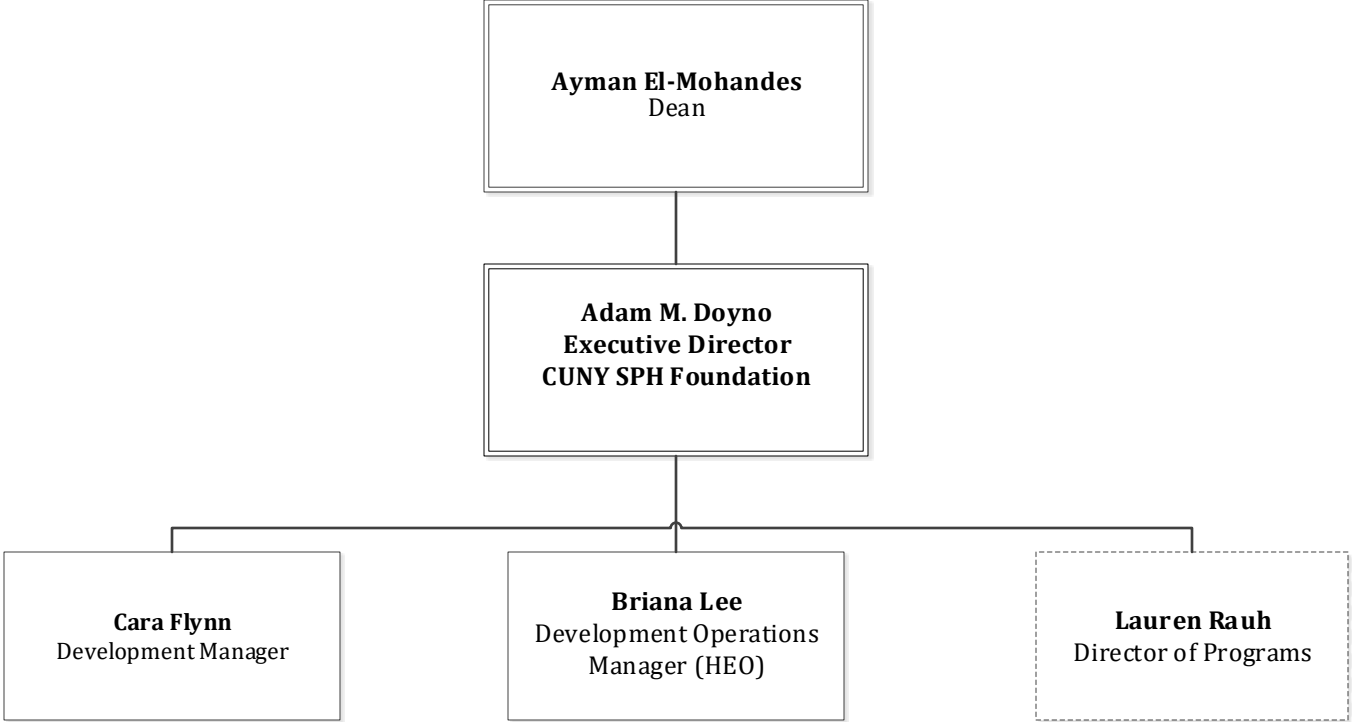 Ayman El-Mohandes
Dean
Adam M. Doyno
Executive Director
CUNY SPH Foundation
Cara Flynn
Development Manager
Briana Lee
Development Operations
Manager (HEO)
Lauren Rauh
Director of Programs